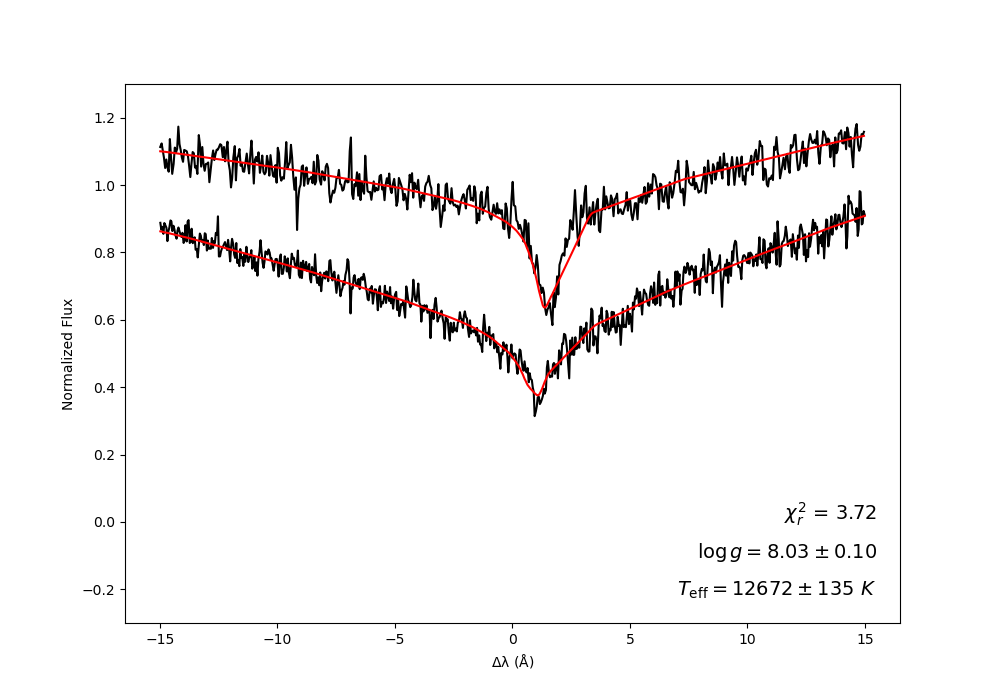 1.2
1.0
0.8
0.6
0.4
0.2
0.0
−0.2
Normalized Flux
χ²ᵣ = 3.72
log g = 8.03 ± 0.10
T_eff = 12672 ± 135 K
−15 −10 −5 0 5 10 15
Δλ (Å)